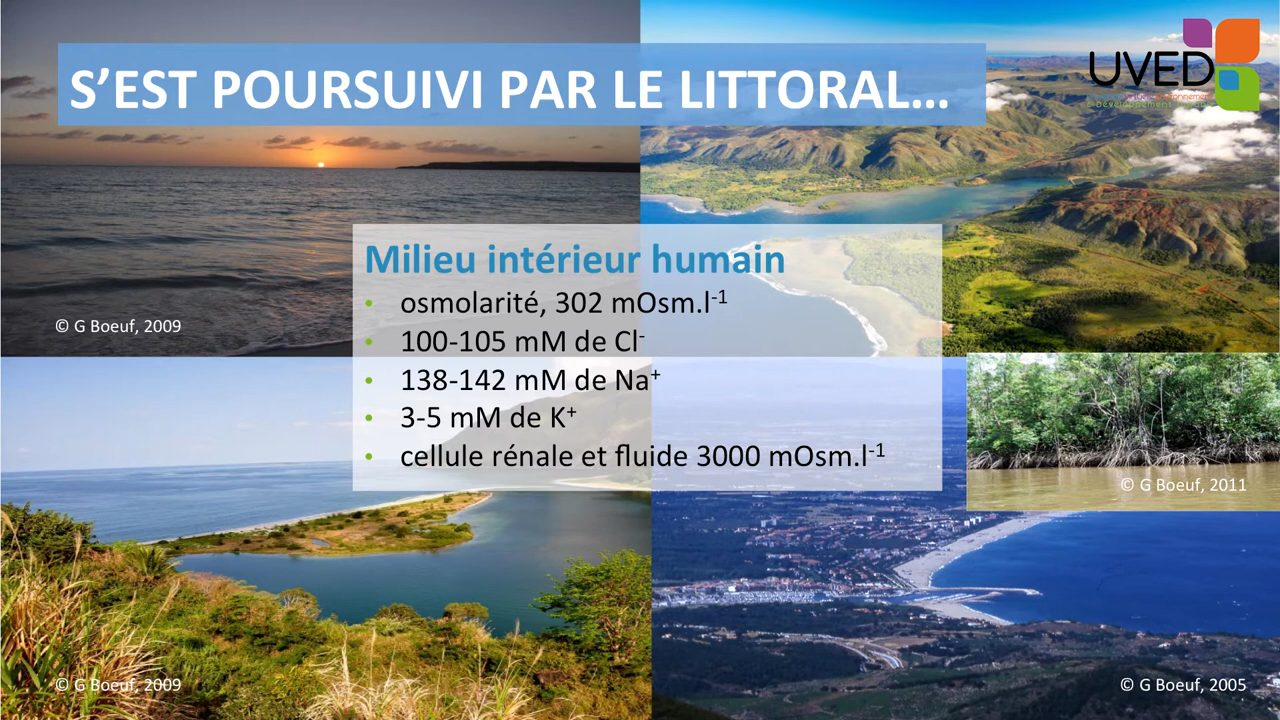 S’EST POURSUIVI PAR LE LITTORAL…
UVED
Développement
Milieu intérieur humain
• osmolarité, 302 mOsm.l⁻¹
• 100-105 mM de Cl⁻
• 138-142 mM de Na⁺
• 3-5 mM de K⁺
• cellule rénale et fluide 3000 mOsm.l⁻¹
© G Boeuf, 2009
© G Boeuf, 2011
© G Boeuf, 2009
© G Boeuf, 2005